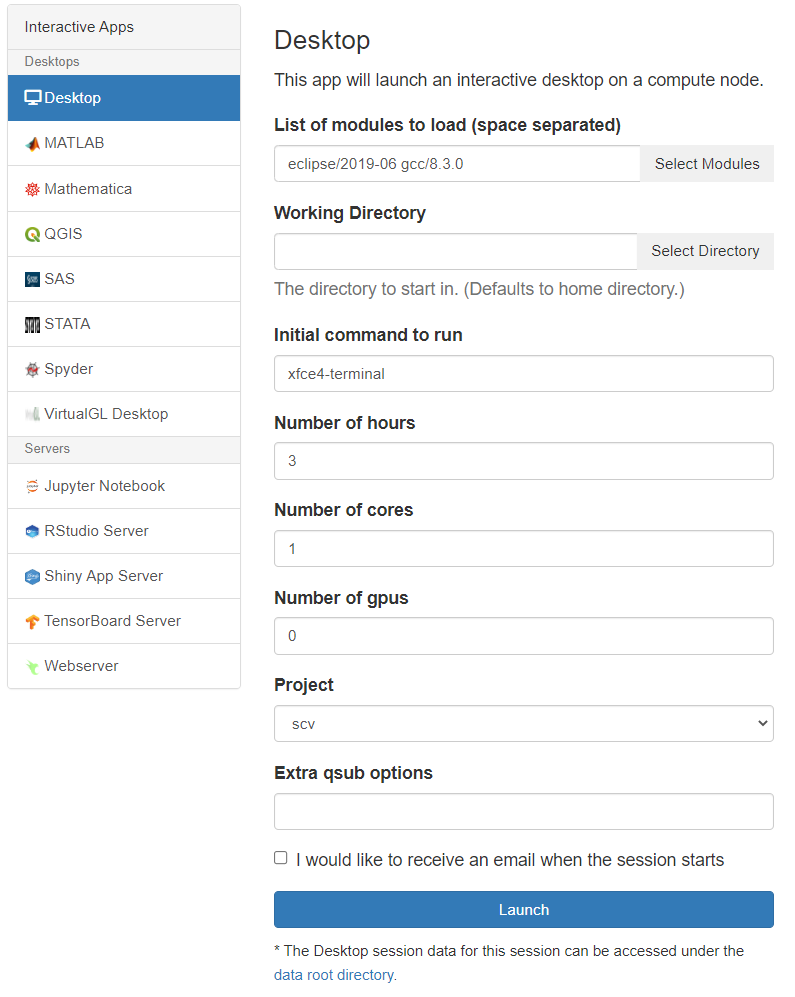 Interactive Apps
Desktops
Desktop
MATLAB
Mathematica
QGIS
SAS
STATA
Spyder
VirtualGL Desktop
Servers
Jupyter Notebook
RStudio Server
Shiny App Server
TensorBoard Server
Webserver
Desktop
This app will launch an interactive desktop on a compute node.
List of modules to load (space separated)
eclipse/2019-06 gcc/8.3.0
Select Modules
Working Directory
Select Directory
The directory to start in. (Defaults to home directory.)
Initial command to run
xfce4-terminal
Number of hours
3
Number of cores
1
Number of gpus
0
Project
scv
Extra qsub options
I would like to receive an email when the session starts
Launch
* The Desktop session data for this session can be accessed under the
data root directory.